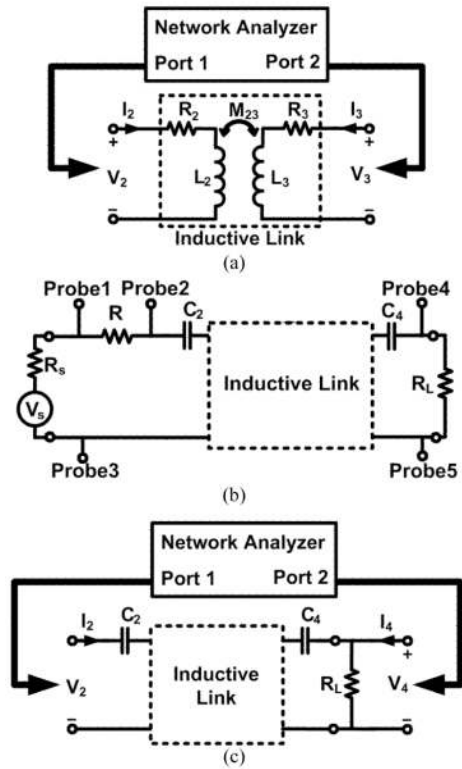 Network Analyzer
Port 1 Port 2
I2 R2 M23 R3 I3
+ +
V2 L2 L3 V3
– –
Inductive Link
(a)
Probe1 Probe2 Probe4
R C2 C4
Rs
Inductive Link RL
Vs
Probe3 Probe5
(b)
Network Analyzer
Port 1 Port 2
I2 C2 C4 I4
+
V2 Inductive RL V4
Link
– –
(c)